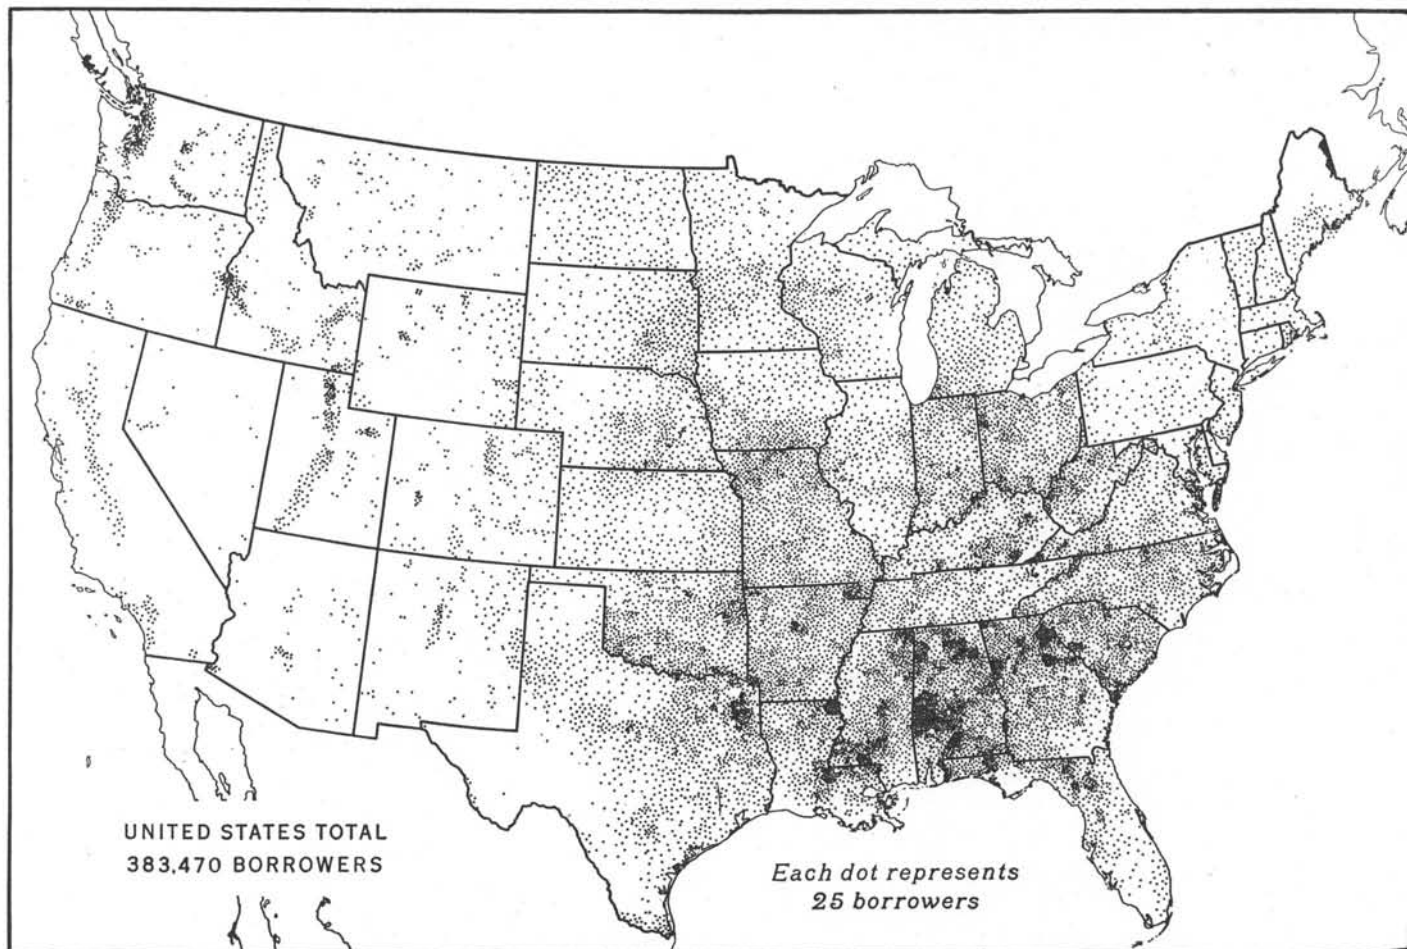 UNITED STATES TOTAL
383,470 BORROWERS
Each dot represents
25 borrowers